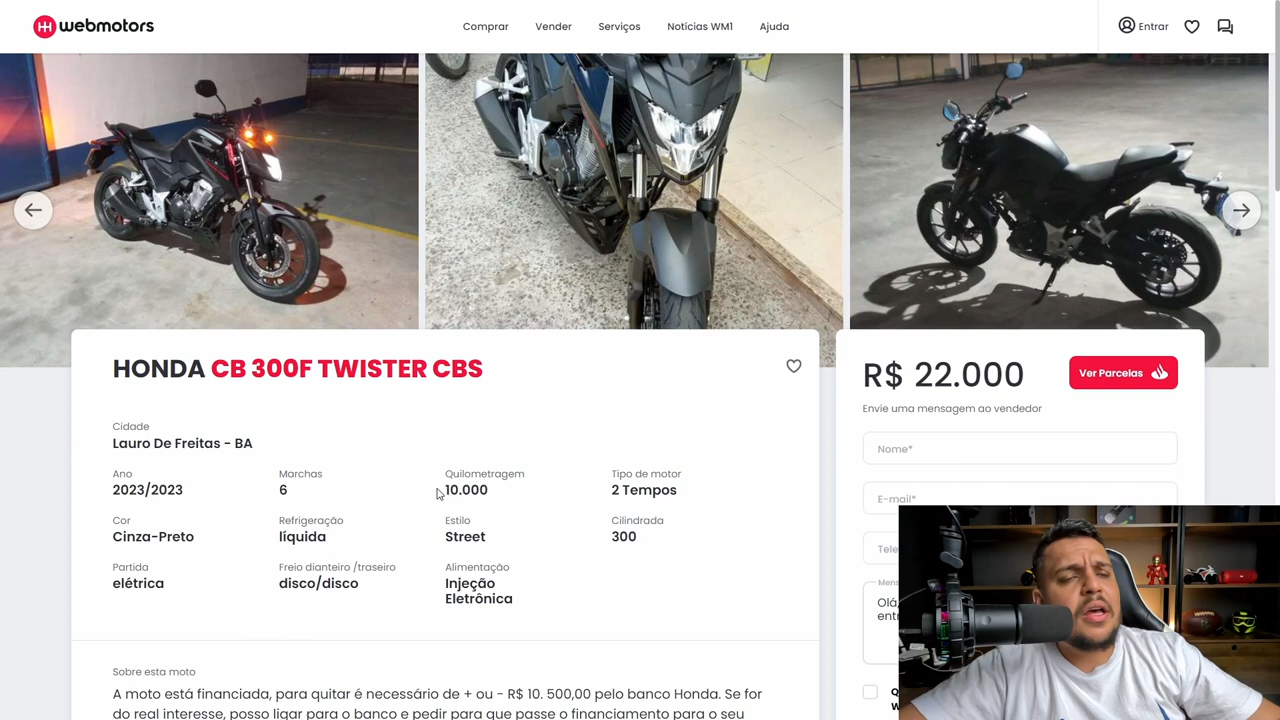 webmotors
Comprar
Vender
Serviços
Notícias WM1
Ajuda
Entrar
HONDA CB 300F TWISTER CBS
Cidade
Lauro De Freitas - BA
Ano
2023/2023
Marchas
6
Quilometragem
10.000
Tipo de motor
2 Tempos
Cor
Cinza-Preto
Refrigeração
líquida
Estilo
Street
Cilindrada
300
Partida
elétrica
Freio dianteiro /traseiro
disco/disco
Alimentação
Injeção
Eletrônica
Sobre esta moto
A moto está financiada, para quitar é necessário de + ou - R$ 10. 500,00 pelo banco Honda. Se for
do real interesse, posso ligar para o banco e pedir para que passe o financiamento para o seu
R$ 22.000
Ver Parcelas
Envie uma mensagem ao vendedor
Nome*
E-mail*
Tele
Mens
Olá,
entr